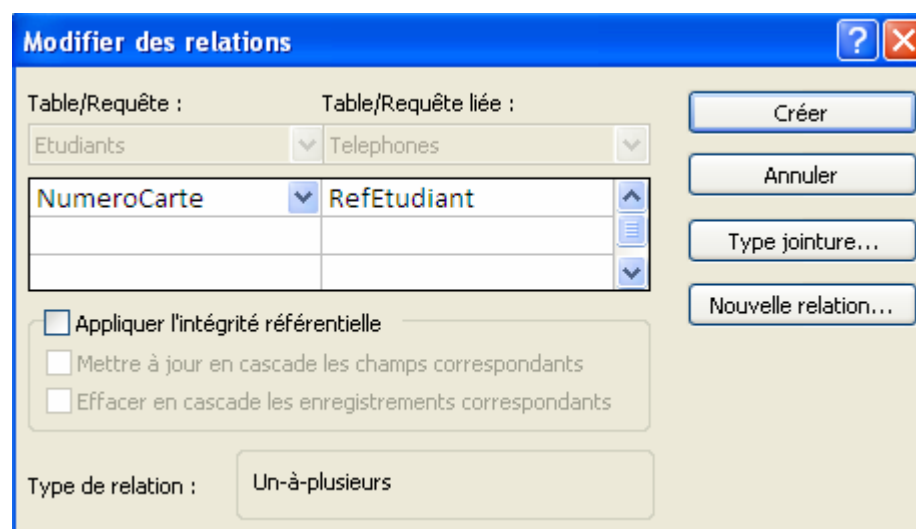 Modifier des relations
Table/Requête : Table/Requête liée :
Etudiants Telephones
NumeroCarte RefEtudiant
Appliquer l'intégrité référentielle
Mettre à jour en cascade les champs correspondants
Effacer en cascade les enregistrements correspondants
Type de relation : Un-à-plusieurs
Créer
Annuler
Type jointure...
Nouvelle relation...